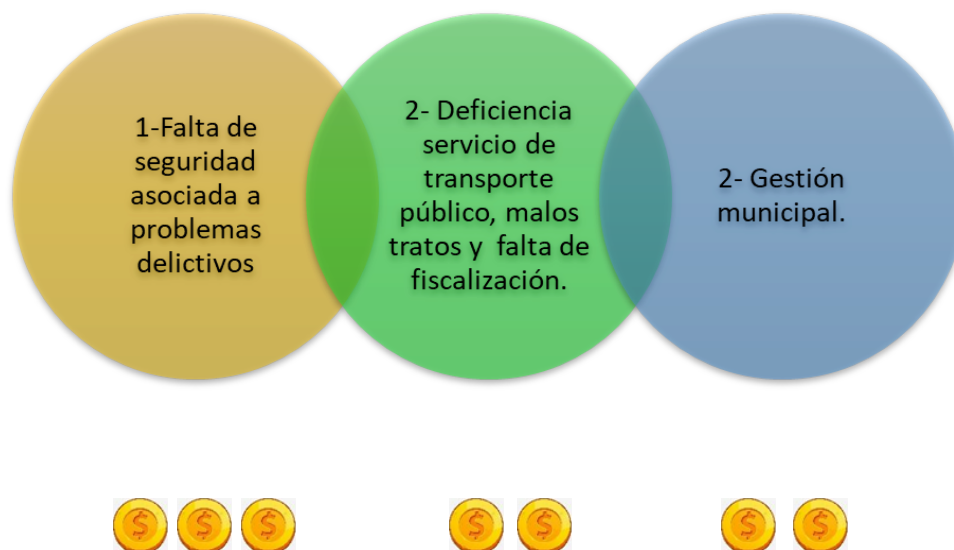 1-Falta de
seguridad
asociada a
problemas
delictivos
2- Deficiencia
servicio de
transporte
público, malos
tratos y falta de
fiscalización.
2- Gestión
municipal.
$ $ $ $ $ $ $